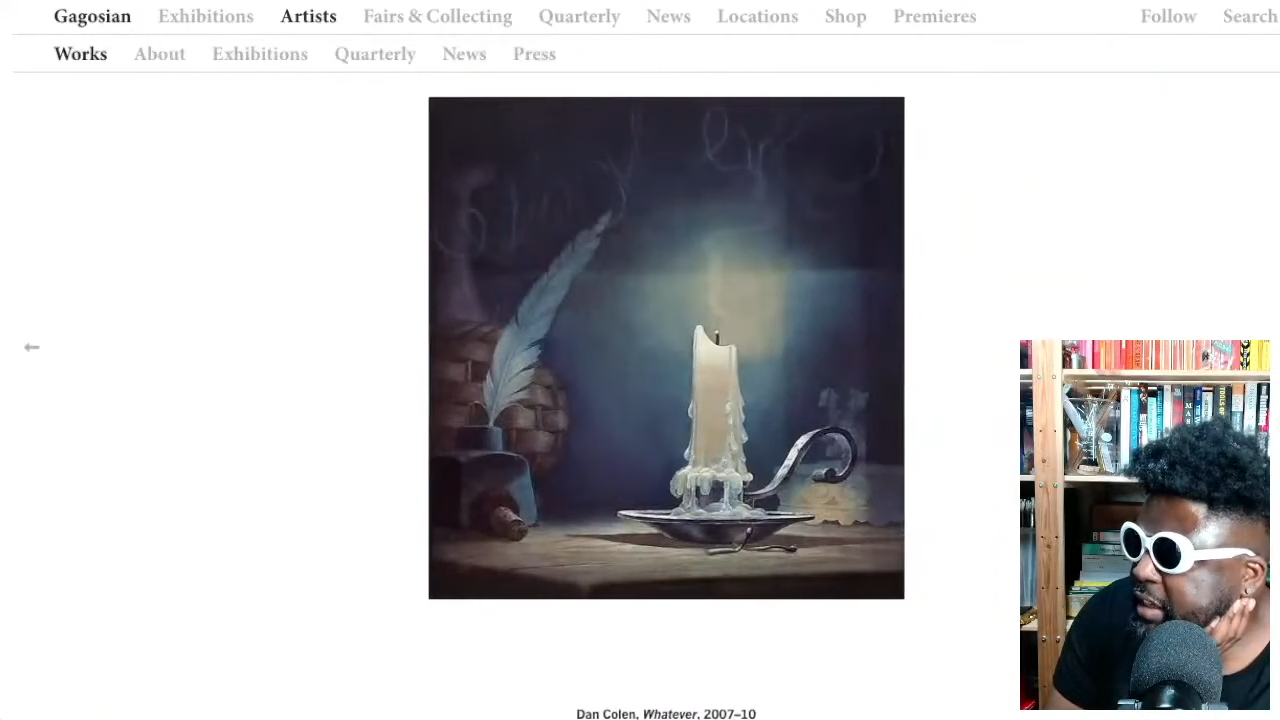 Gagosian Exhibitions Artists Fairs & Collecting Quarterly News Locations Shop Premieres Follow Search
Works About Exhibitions Quarterly News Press
Dan Colen, Whatever, 2007–10